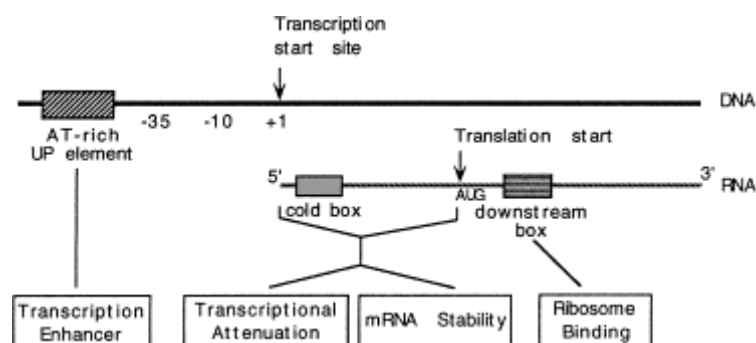 Transcription
start site
DNA
-35 -10 +1
AT-rich
UP element
Translation start
5'
3'
RNA
AUG
cold box
downstream
box
Transcription
Enhancer
Transcriptional
Attenuation
mRNA Stability
Ribosome
Binding